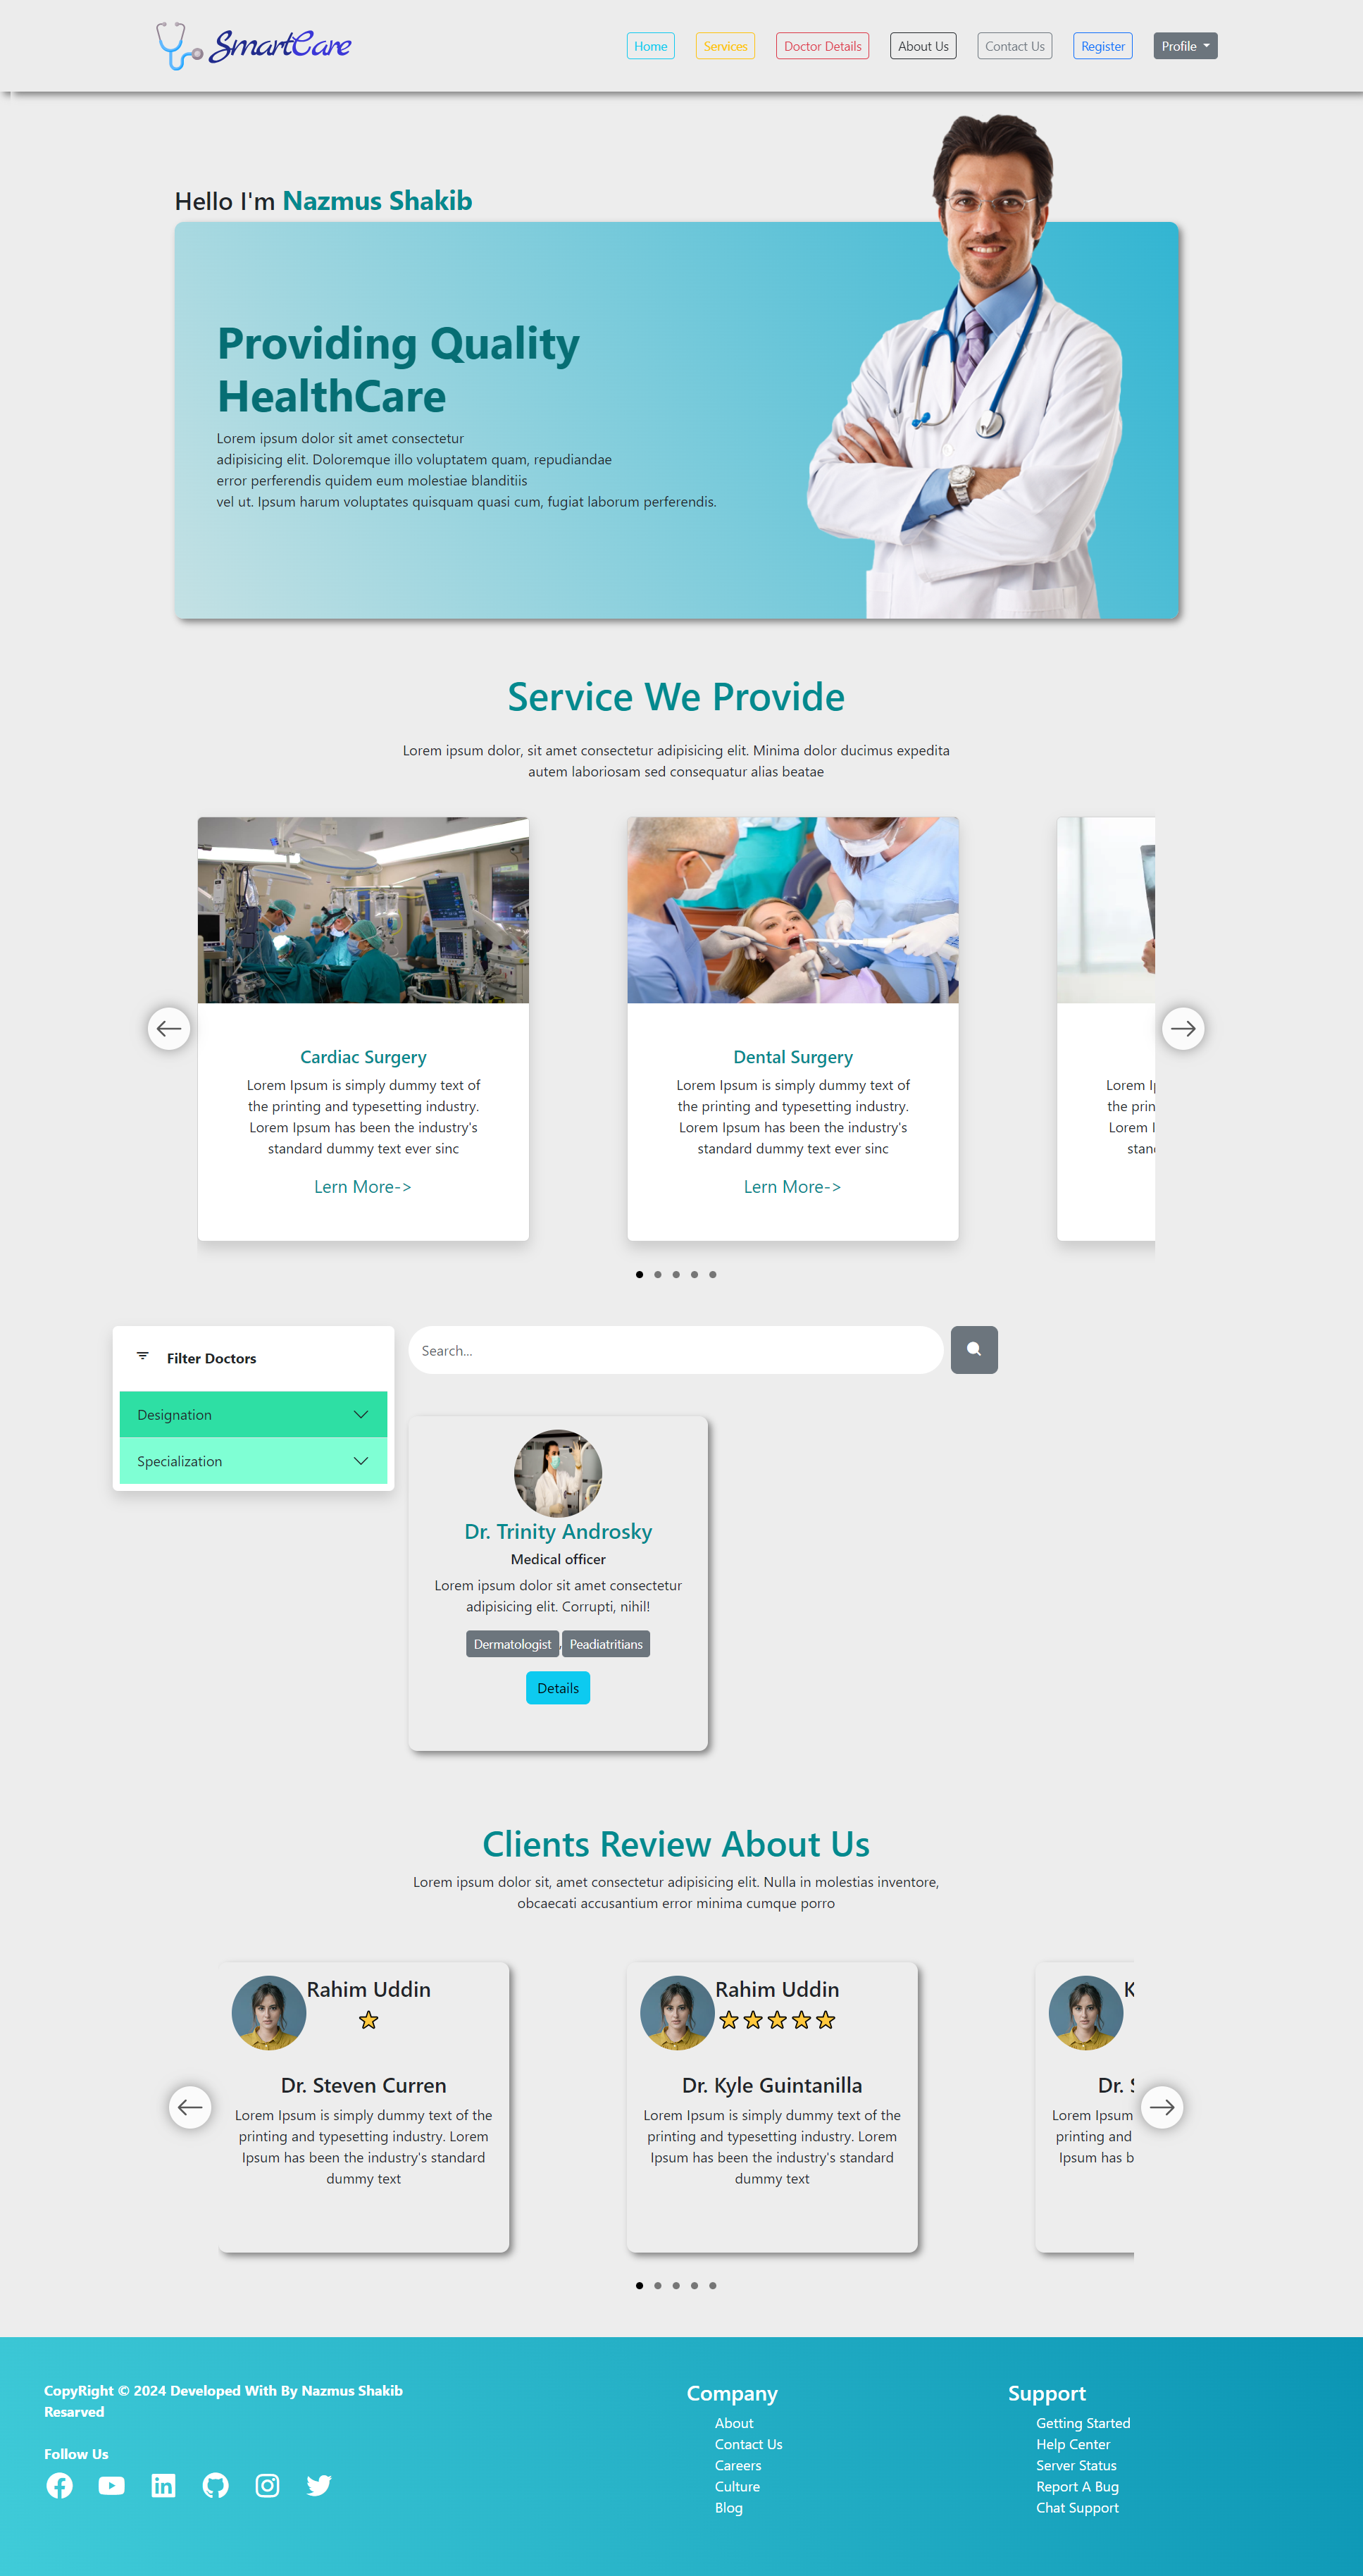 SmartCare
Home
Services
Doctor Details
About Us
Contact Us
Register
Profile
Hello I'm Nazmus Shakib
Providing Quality
HealthCare
Lorem ipsum dolor sit amet consectetur
adipisicing elit. Doloremque illo voluptatem quam, repudiandae
error perferendis quidem eum molestiae blanditiis
vel ut. Ipsum harum voluptates quisquam quasi cum, fugiat laborum perferendis.
Service We Provide
Lorem ipsum dolor, sit amet consectetur adipisicing elit. Minima dolor ducimus expedita
autem laboriosam sed consequatur alias beatae
Cardiac Surgery
Lorem Ipsum is simply dummy text of
the printing and typesetting industry.
Lorem Ipsum has been the industry's
standard dummy text ever sinc
Lern More->
Dental Surgery
Lorem Ipsum is simply dummy text of
the printing and typesetting industry.
Lorem Ipsum has been the industry's
standard dummy text ever sinc
Lern More->
Lorem
the prin
Lorem
stan
Filter Doctors
Designation
Specialization
Search...
Dr. Trinity Androsky
Medical officer
Lorem ipsum dolor sit amet consectetur
adipisicing elit. Corrupti, nihil!
Dermatologist , Peadiatritians
Details
Clients Review About Us
Lorem ipsum dolor sit, amet consectetur adipisicing elit. Nulla in molestias inventore,
obcaecati accusantium error minima cumque porro
Rahim Uddin
Dr. Steven Curren
Lorem Ipsum is simply dummy text of the
printing and typesetting industry. Lorem
Ipsum has been the industry's standard
dummy text
Rahim Uddin
Dr. Kyle Guintanilla
Lorem Ipsum is simply dummy text of the
printing and typesetting industry. Lorem
Ipsum has been the industry's standard
dummy text
K
Dr. S
Lorem Ipsum
printing and
Ipsum has b
CopyRight © 2024 Developed With By Nazmus Shakib
Resarved
Follow Us
Company
About
Contact Us
Careers
Culture
Blog
Support
Getting Started
Help Center
Server Status
Report A Bug
Chat Support